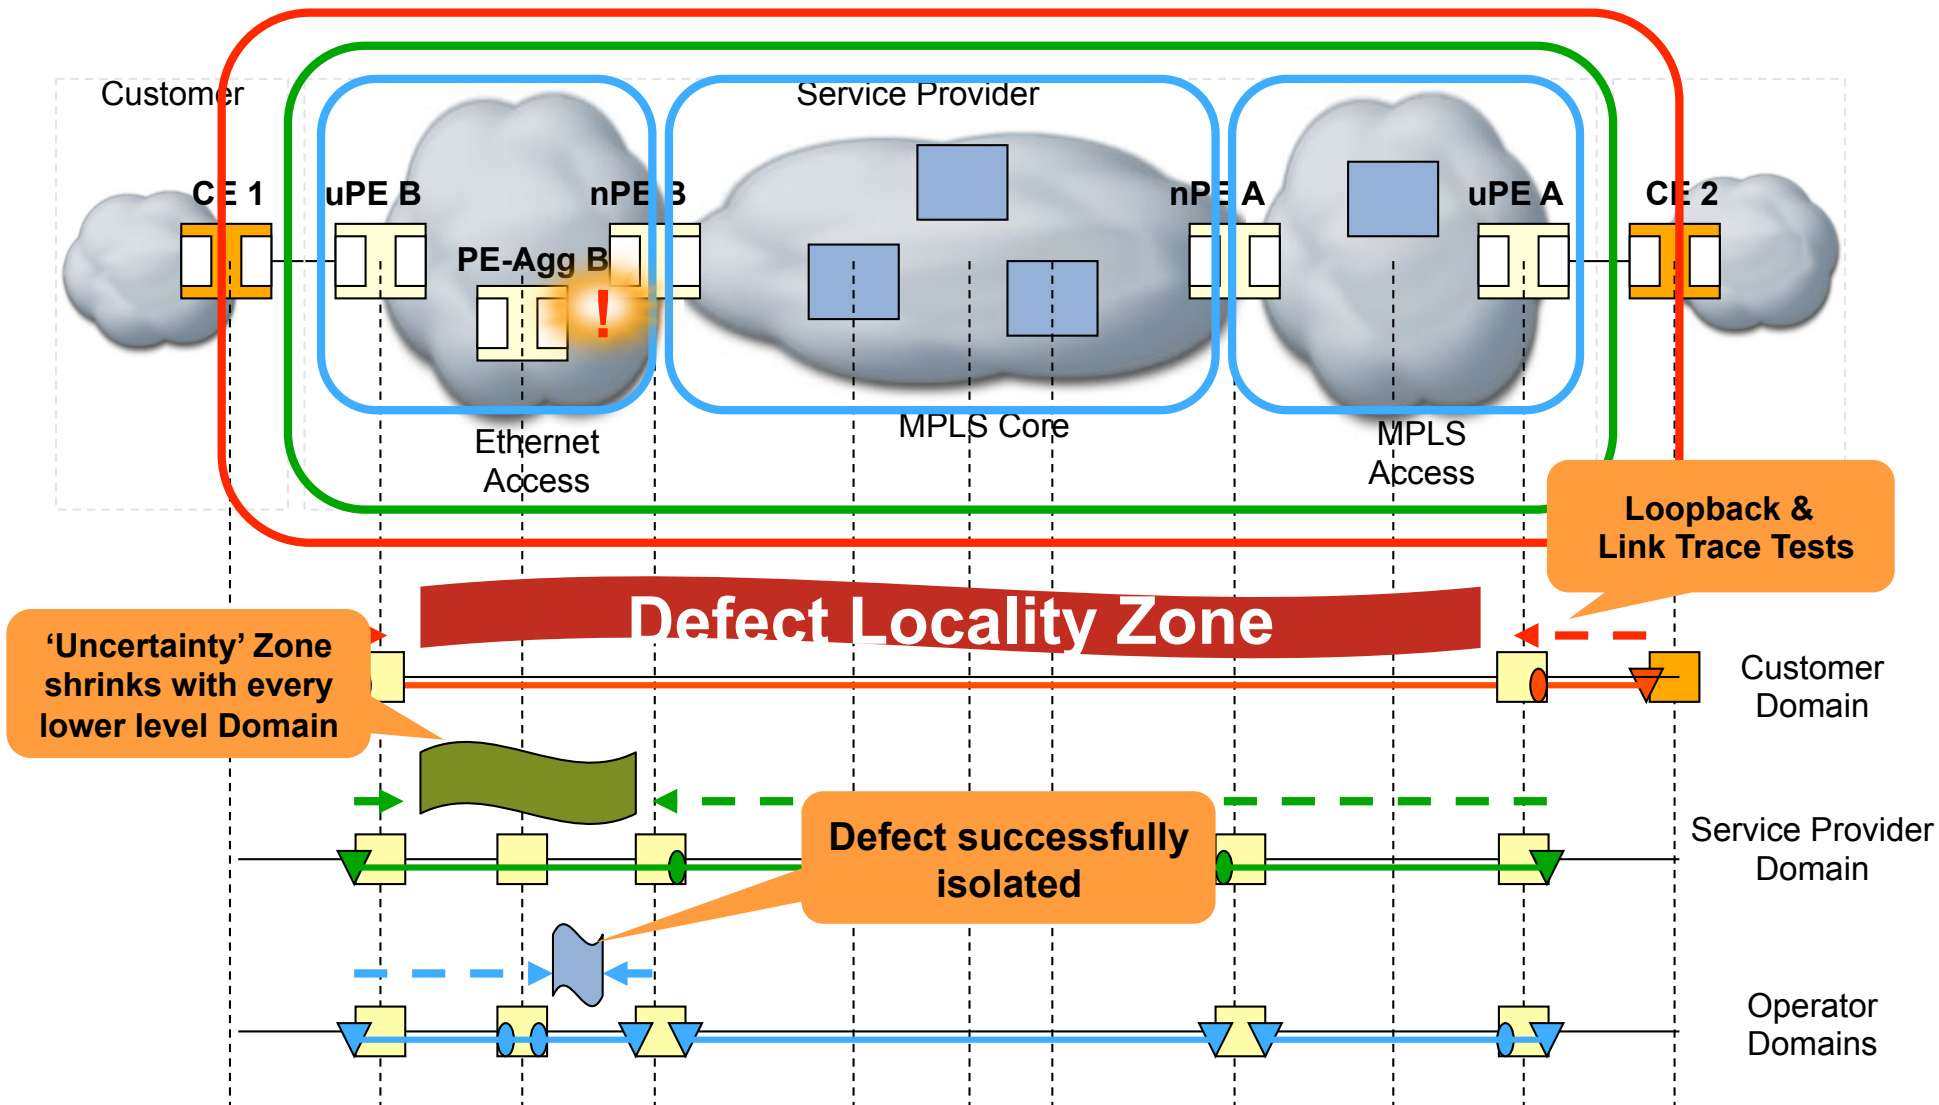 Customer
Service Provider
CE 1
uPE B
nPE B
nPE A
uPE A
CE 2
PE-Agg B
!
Ethernet
Access
MPLS Core
MPLS
Access
Loopback &
Link Trace Tests
Defect Locality Zone
‘Uncertainty’ Zone
shrinks with every
lower level Domain
Customer
Domain
Defect successfully
isolated
Service Provider
Domain
Operator
Domains